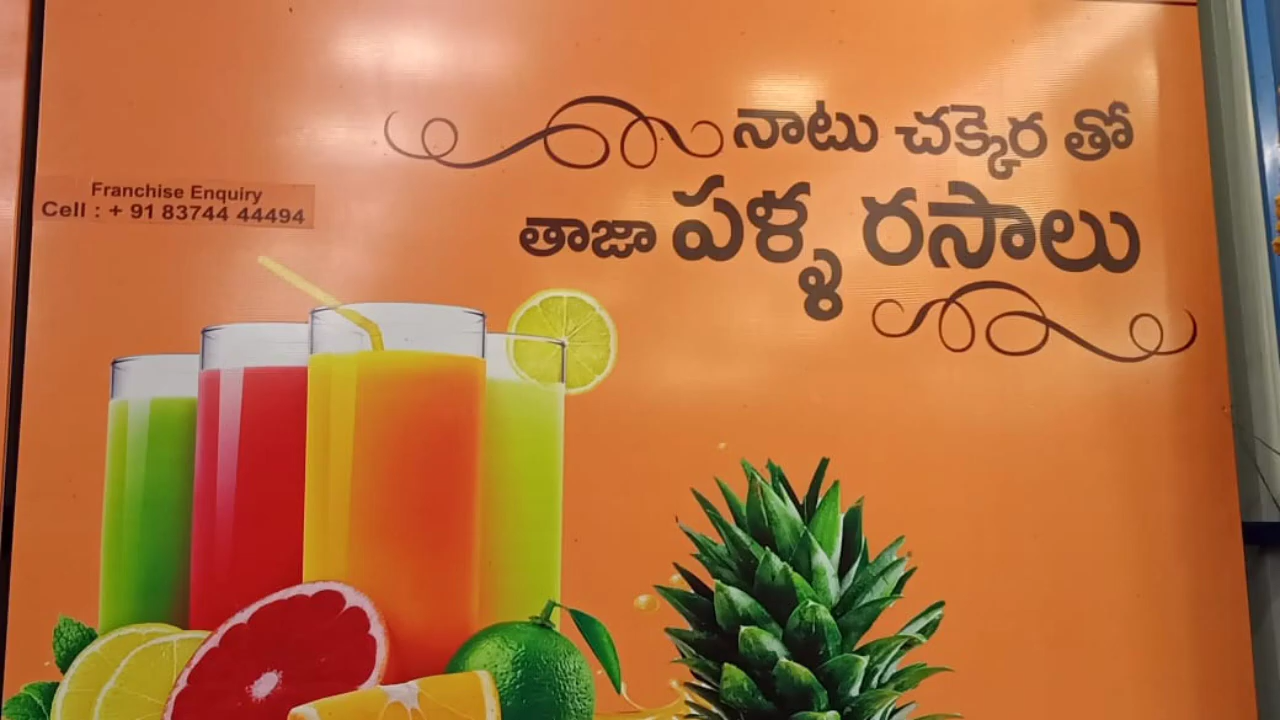 నాటు చక్కెర తో
తాజా పళ్ళ రసాలు
Franchise Enquiry
Cell : + 91 83744 44494